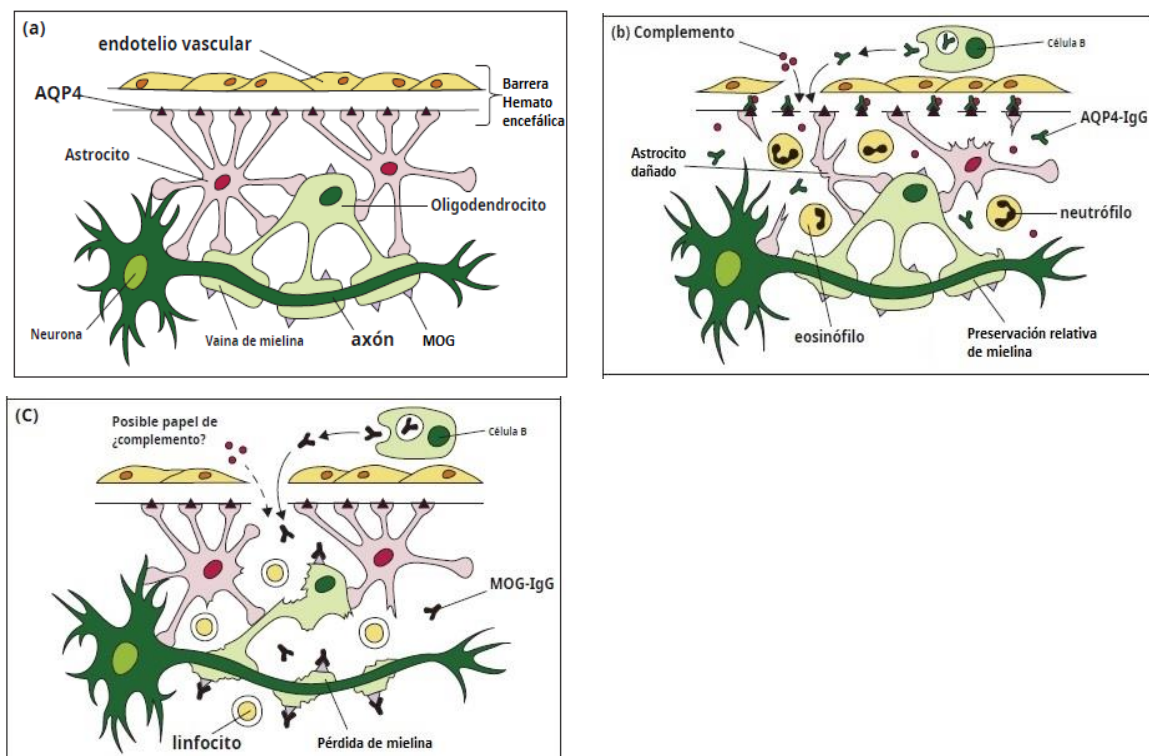 (a)
endotelio vascular
AQP4
Barrera
Hemato
encefálica
Astrocito
Oligodendrocito
Neurona
Vaina de mielina
axón
MOG
(b) Complemento
Célula B
AQP4-IgG
Astrocito
dañado
neutrófilo
eosinófilo
Preservación relativa
de mielina
(C)
Posible papel de
¿complemento?
Célula B
MOG-IgG
linfocito
Pérdida de mielina